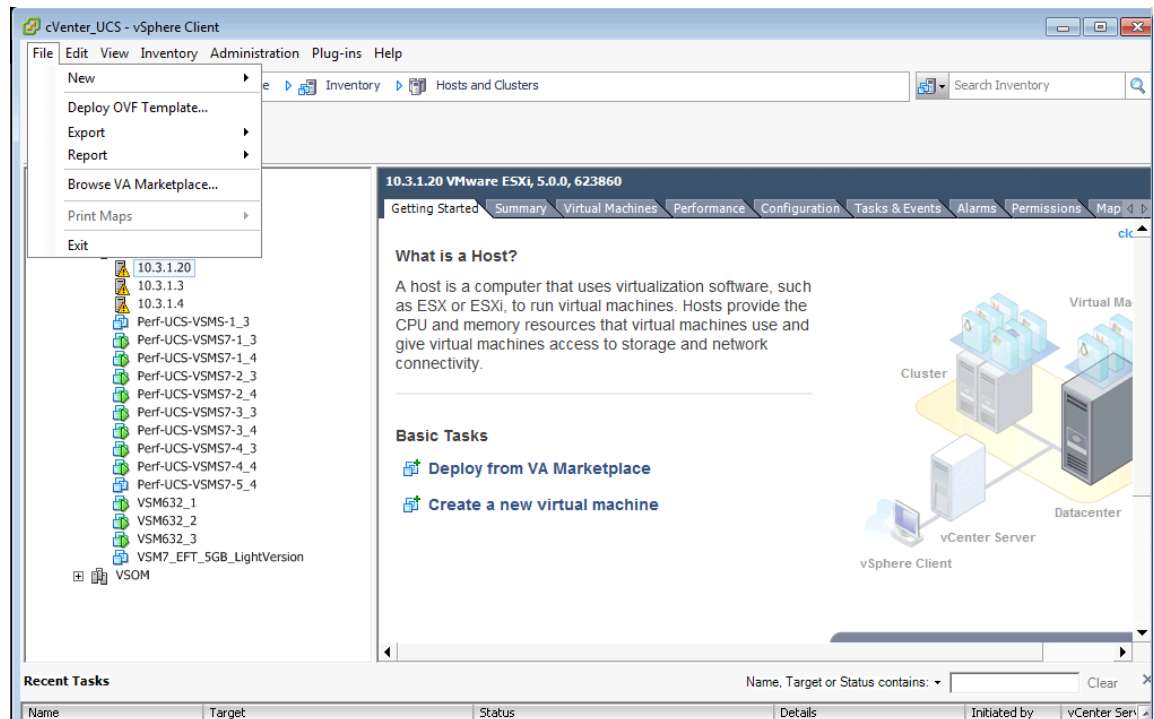 cVenter_UCS - vSphere Client
File Edit View Inventory Administration Plug-ins Help
New
Deploy OVF Template...
Export
Report
Browse VA Marketplace...
Print Maps
Exit
e Inventory Hosts and Clusters
Search Inventory
10.3.1.20
10.3.1.3
10.3.1.4
Perf-UCS-VSMS-1_3
Perf-UCS-VSMS7-1_3
Perf-UCS-VSMS7-1_4
Perf-UCS-VSMS7-2_3
Perf-UCS-VSMS7-2_4
Perf-UCS-VSMS7-3_3
Perf-UCS-VSMS7-3_4
Perf-UCS-VSMS7-4_3
Perf-UCS-VSMS7-4_4
Perf-UCS-VSMS7-5_4
VSM632_1
VSM632_2
VSM632_3
VSM7_EFT_5GB_LightVersion
VSOM
10.3.1.20 VMware ESXi, 5.0.0, 623860
Getting Started Summary Virtual Machines Performance Configuration Tasks & Events Alarms Permissions Map
clo
What is a Host?
A host is a computer that uses virtualization software, such
as ESX or ESXi, to run virtual machines. Hosts provide the
CPU and memory resources that virtual machines use and
give virtual machines access to storage and network
connectivity.
Basic Tasks
Deploy from VA Marketplace
Create a new virtual machine
Virtual Ma
Cluster
Datacenter
vCenter Server
vSphere Client
Recent Tasks
Name, Target or Status contains:
Clear
Name Target Status Details Initiated by vCenter Serv